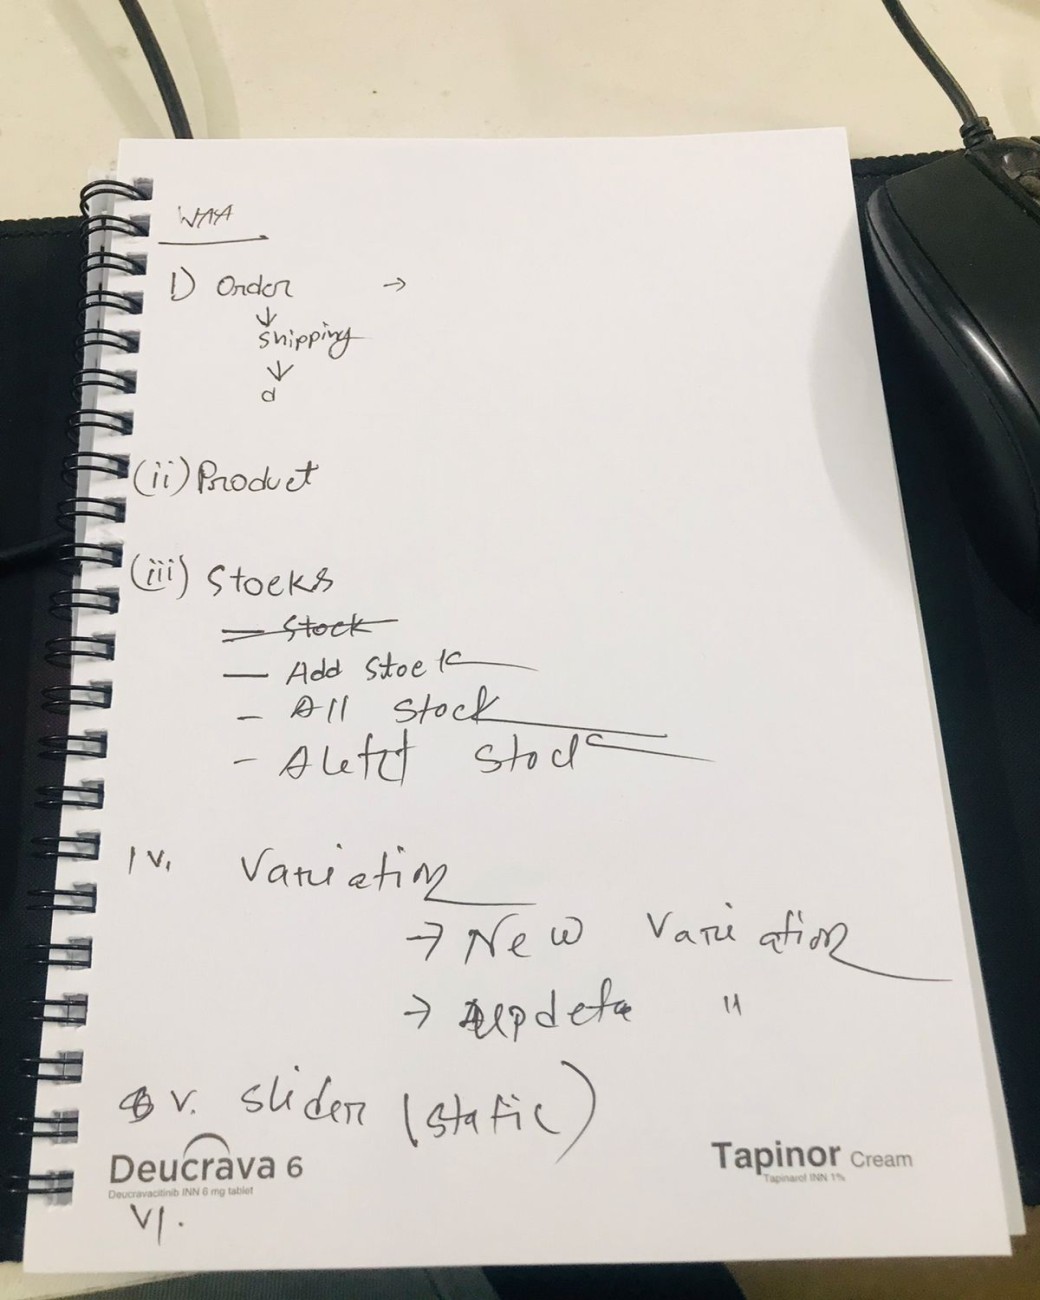 1) Order →
↓
shipping
↓
d
(ii) Product
(iii) Stocks
— Stock
— Add Stock
- All Stock
- Alert Stock
iv. Variation
→ New Variation
→ update "
v. slider (static)
Deucrava 6
Deucravacitinib INN 6 mg tablet
Tapinor Cream
Tapinarof INN 1%
VI.